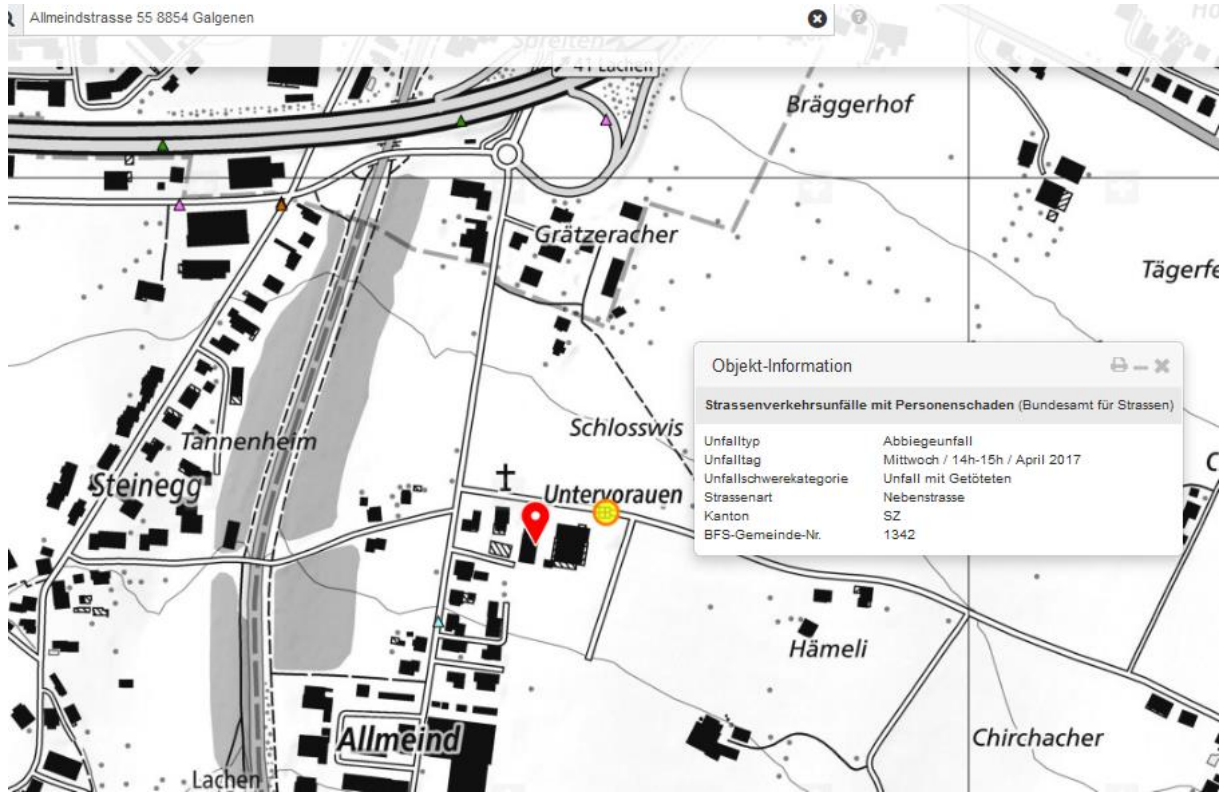 Allmeindstrasse 55 8854 Galgenen
Spreiten
41 Lachen
Bräggerhof
Grätzeracher
Tägerfe
Objekt-Information
Strassenverkehrsunfälle mit Personenschaden (Bundesamt für Strassen)
Unfalltyp Abbiegeunfall
Unfalltag Mittwoch / 14h-15h / April 2017
Unfallschwerekategorie Unfall mit Getöteten
Strassenart Nebenstrasse
Kanton SZ
BFS-Gemeinde-Nr. 1342
Schlosswis
Tannenheim
Steinegg
Untervorauen
Hämeli
Allmeind
Chirchacher
Lachen